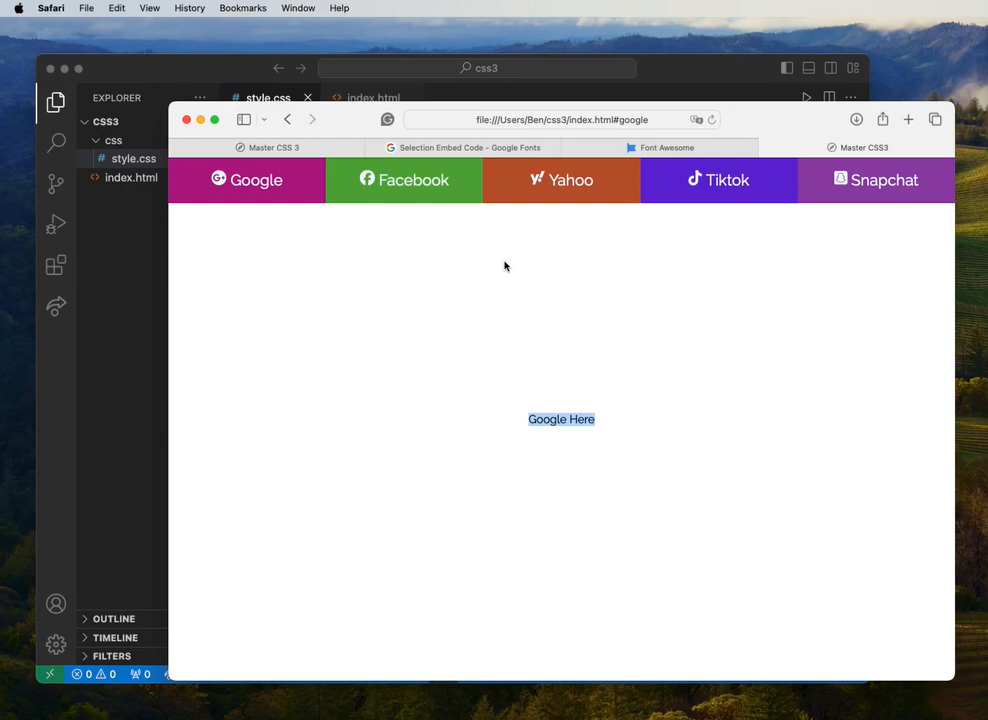 Safari File Edit View History Bookmarks Window Help
css3
EXPLORER ... # style.css index.html
file:///Users/Ben/css3/index.html#google
CSS3
Master CSS 3 Selection Embed Code - Google Fonts Font Awesome Master CSS3
css
# style.css
index.html
Google Facebook Yahoo Tiktok Snapchat
Google Here
OUTLINE
TIMELINE
FILTERS
0 0 0